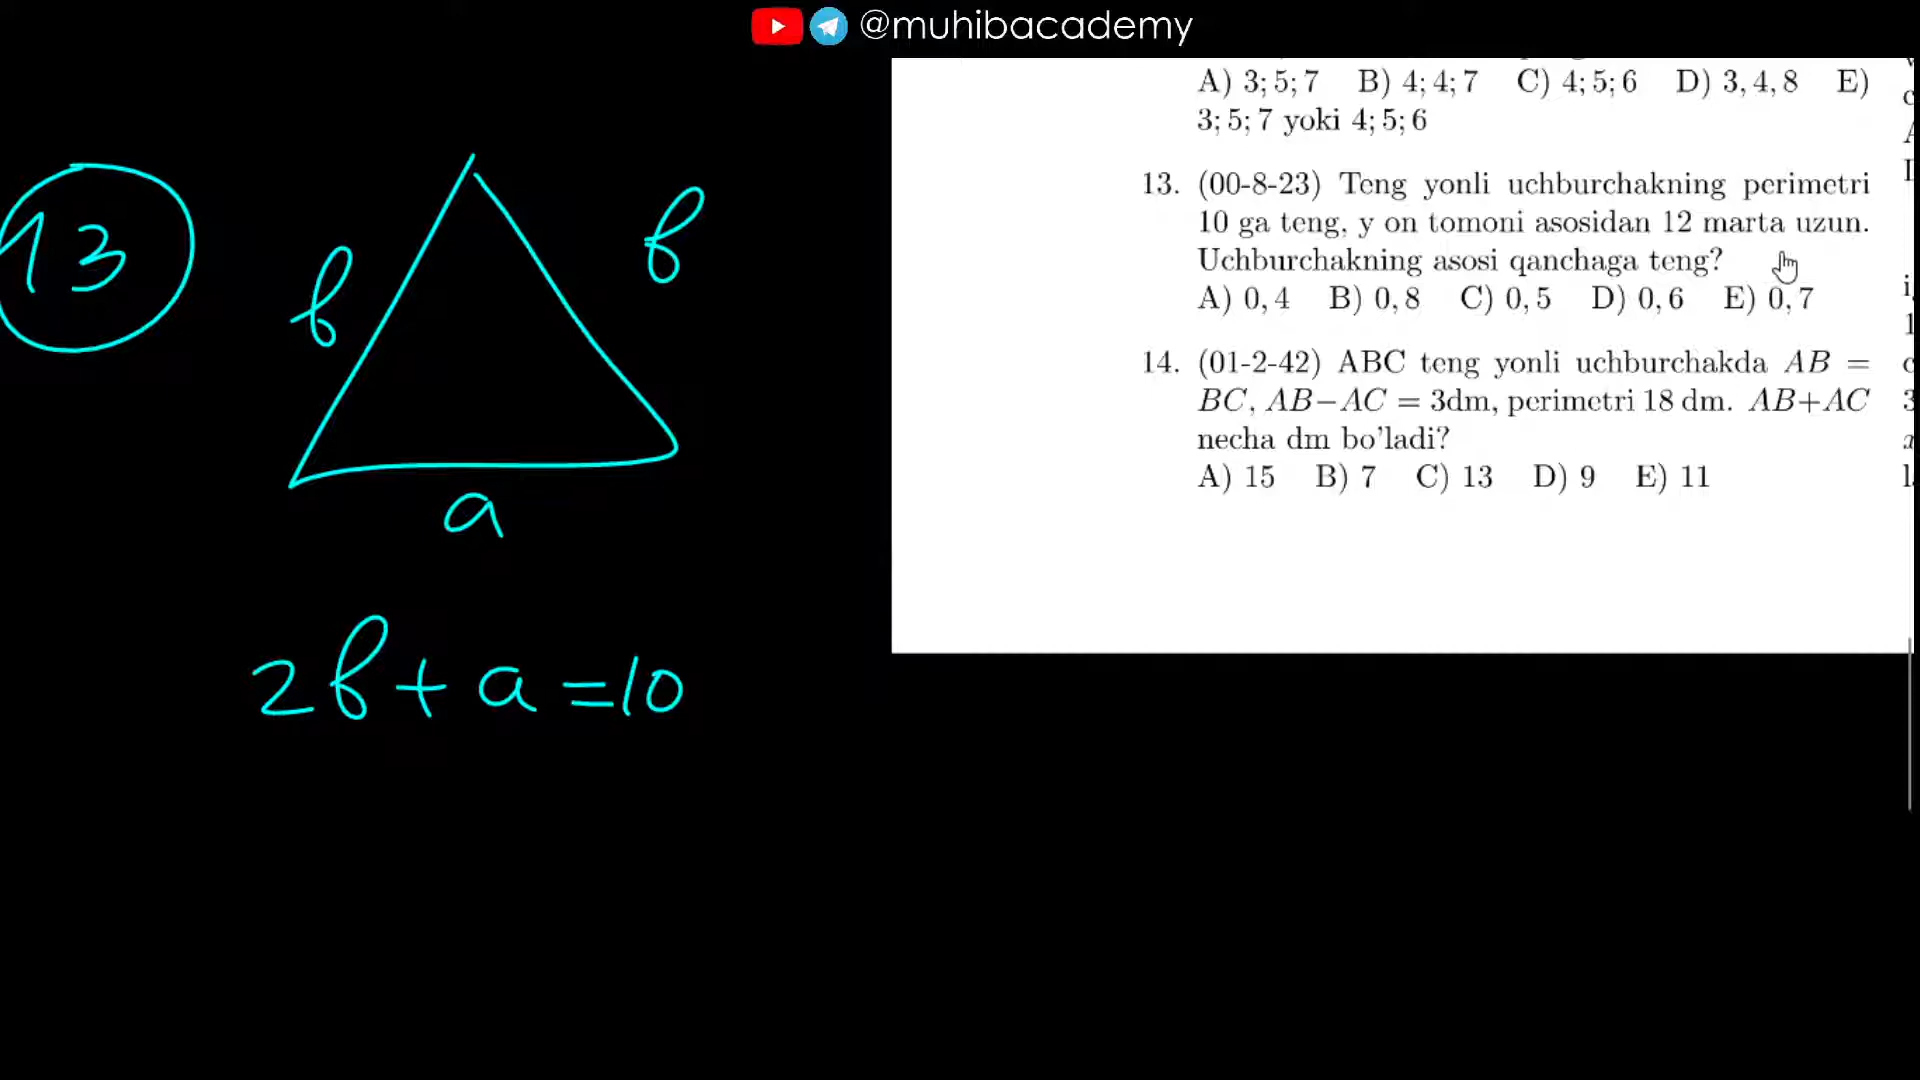 @muhibacademy
13
b
b
a
2b+a=10
A) 3; 5; 7 B) 4; 4; 7 C) 4; 5; 6 D) 3, 4, 8 E)
3; 5; 7 yoki 4; 5; 6
13. (00-8-23) Teng yonli uchburchakning perimetri
10 ga teng, y on tomoni asosidan 12 marta uzun.
Uchburchakning asosi qanchaga teng?
A) 0, 4 B) 0, 8 C) 0, 5 D) 0, 6 E) 0, 7
14. (01-2-42) ABC teng yonli uchburchakda AB =
BC, AB−AC = 3dm, perimetri 18 dm. AB+AC
necha dm bo'ladi?
A) 15 B) 7 C) 13 D) 9 E) 11